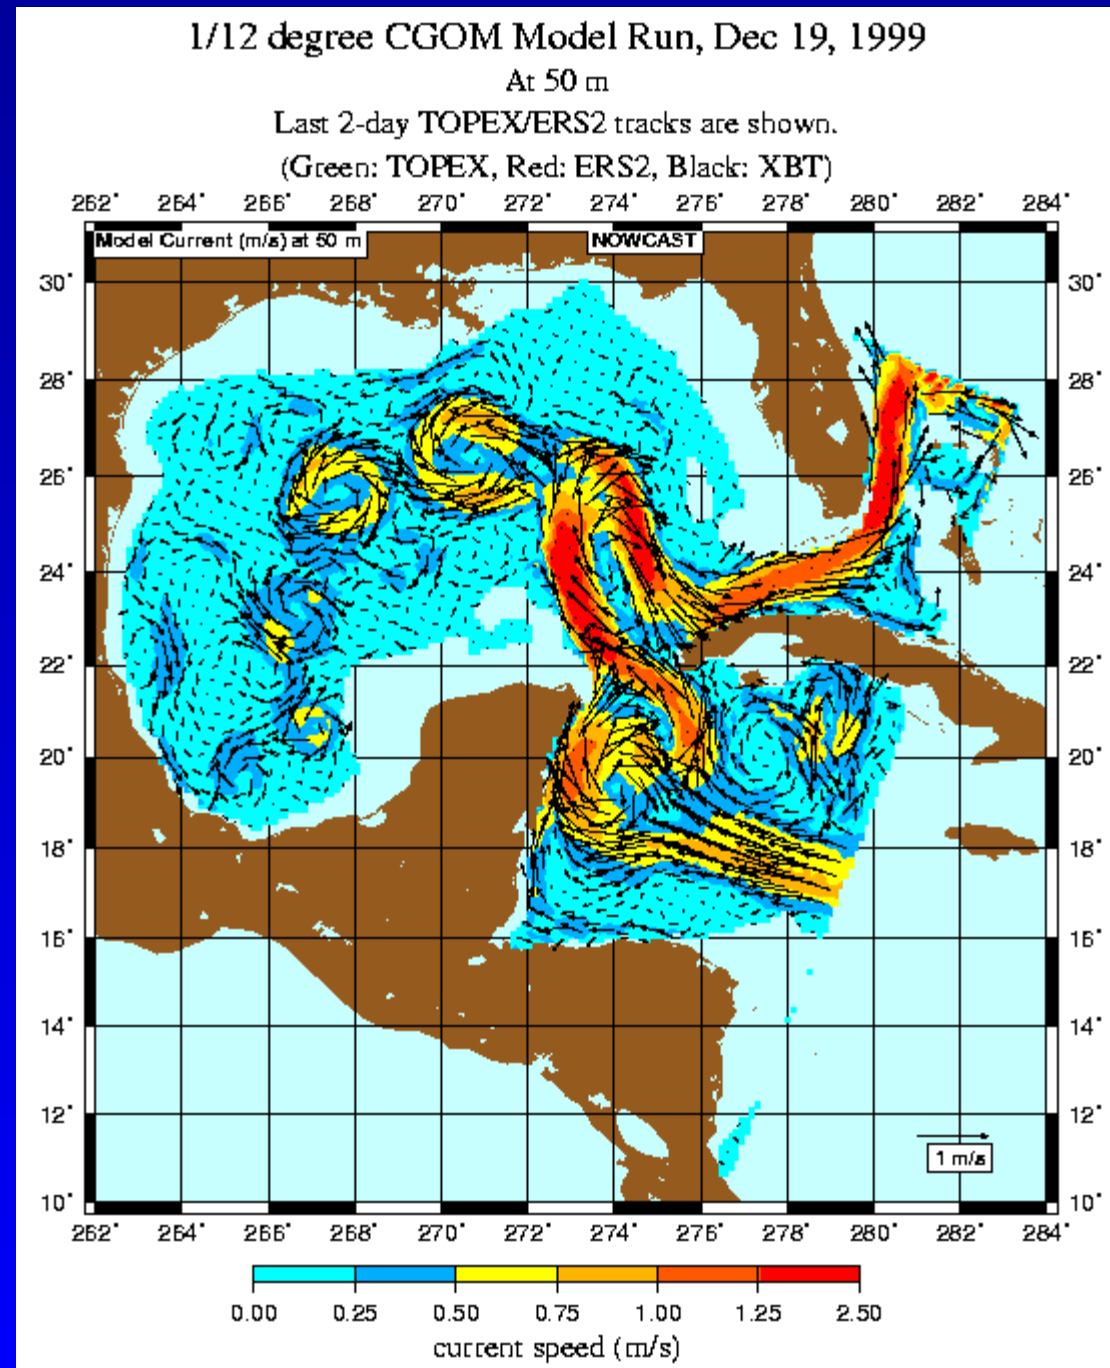 1/12 degree CGOM Model Run, Dec 19, 1999
At 50 m
Last 2-day TOPEX/ERS2 tracks are shown.
(Green: TOPEX, Red: ERS2, Black: XBT)
262° 264° 266° 268° 270° 272° 274° 276° 278° 280° 282° 284°
Model Current (m/s) at 50 m NOWCAST
30° 30°
28° 28°
26° 26°
24° 24°
22° 22°
20° 20°
18° 18°
16° 16°
14° 14°
12° 12°
1 m/s
10° 10°
262° 264° 266° 268° 270° 272° 274° 276° 278° 280° 282° 284°
0.00 0.25 0.50 0.75 1.00 1.25 2.50
current speed (m/s)